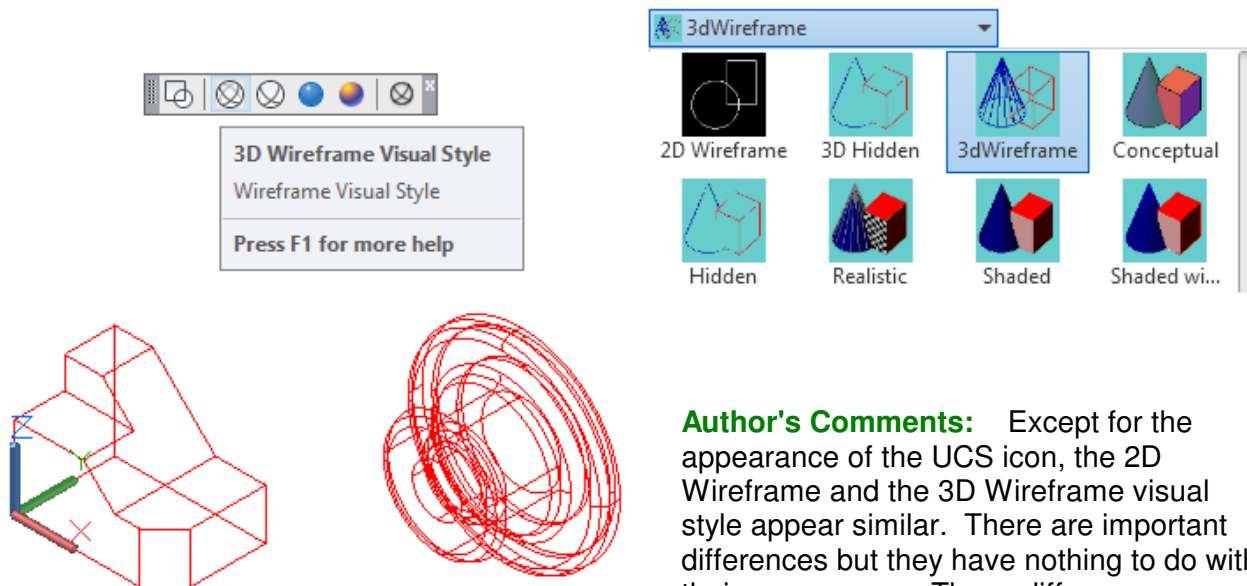 3D Wireframe Visual Style
Wireframe Visual Style
Press F1 for more help
3dWireframe
2D Wireframe 3D Hidden 3dWireframe Conceptual
Hidden Realistic Shaded Shaded wi...
Z
Y
X
Author's Comments: Except for the
appearance of the UCS icon, the 2D
Wireframe and the 3D Wireframe visual
style appear similar. There are important
differences but they have nothing to do with